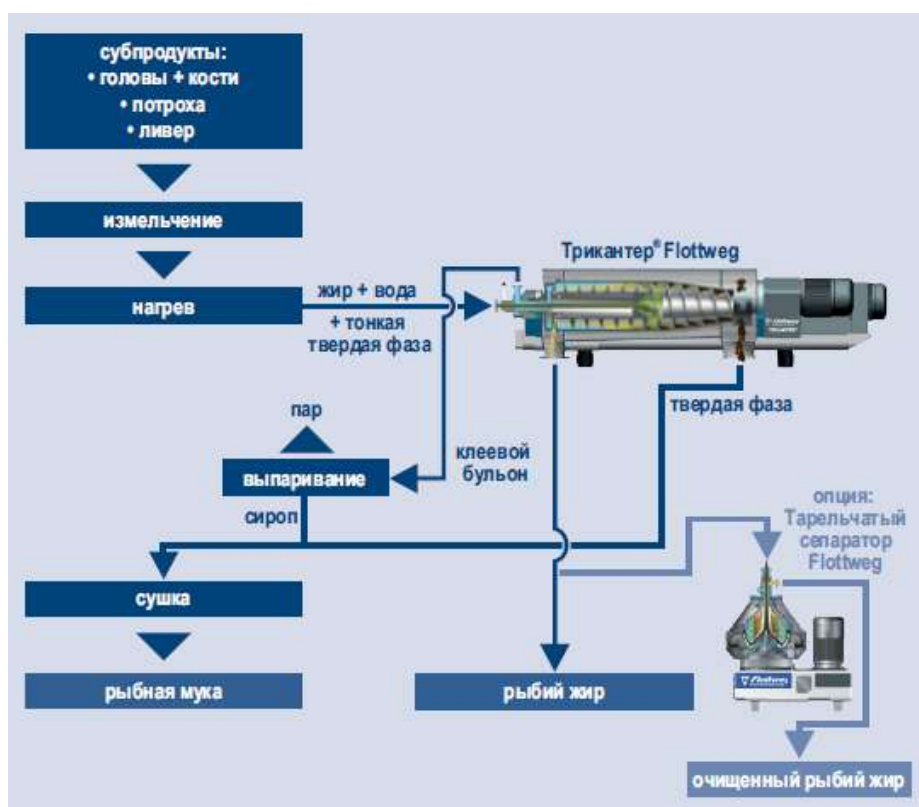 субпродукты:
• головы + кости
• потроха
• ливер
измельчение
Трикантер® Flottweg
нагрев
жир + вода
+ тонкая
твердая фаза
твердая фаза
пар
клеевой
бульон
выпаривание
сироп
опция:
Тарельчатый
сепаратор
Flottweg
сушка
рыбная мука
рыбий жир
Flottweg
очищенный рыбий жир